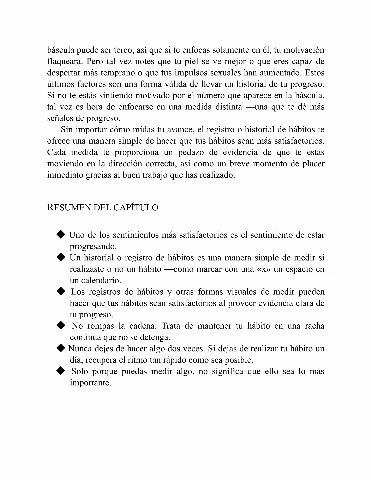 báscula puede ser terco, así que si te enfocas solamente en él, tu motivación
flaqueará. Pero tal vez notes que tu piel se ve mejor o que eres capaz de
despertar más temprano o que tus impulsos sexuales han aumentado. Estos
últimos factores son una forma válida de llevar un historial de tu progreso.
Si no te estás sintiendo motivado por el número que aparece en la báscula,
tal vez es hora de enfocarse en una medida distinta —una que te dé más
señales de progreso.
Sin importar cómo midas tu avance, el registro o historial de hábitos te
ofrece una manera simple de hacer que tus hábitos sean más satisfactorios.
Cada medida te proporciona un pedazo de evidencia de que te estás
moviendo en la dirección correcta, así como un breve momento de placer
inmediato gracias al buen trabajo que has realizado.
RESUMEN DEL CAPÍTULO
◆ Uno de los sentimientos más satisfactorios es el sentimiento de estar
progresando.
◆ Un historial o registro de hábitos es una manera simple de medir si
realizaste o no un hábito —como marcar con una «x» un espacio en
un calendario.
◆ Los registros de hábitos y otras formas visuales de medir pueden
hacer que tus hábitos sean satisfactorios al proveer evidencia clara de
tu progreso.
◆ No rompas la cadena. Trata de mantener tu hábito en una racha
continua que no se detenga.
◆ Nunca dejes de hacer algo dos veces. Si dejas de realizar tu hábito un
día, recupera el ritmo tan rápido como sea posible.
◆ Solo porque puedas medir algo, no significa que ello sea lo más
importante.